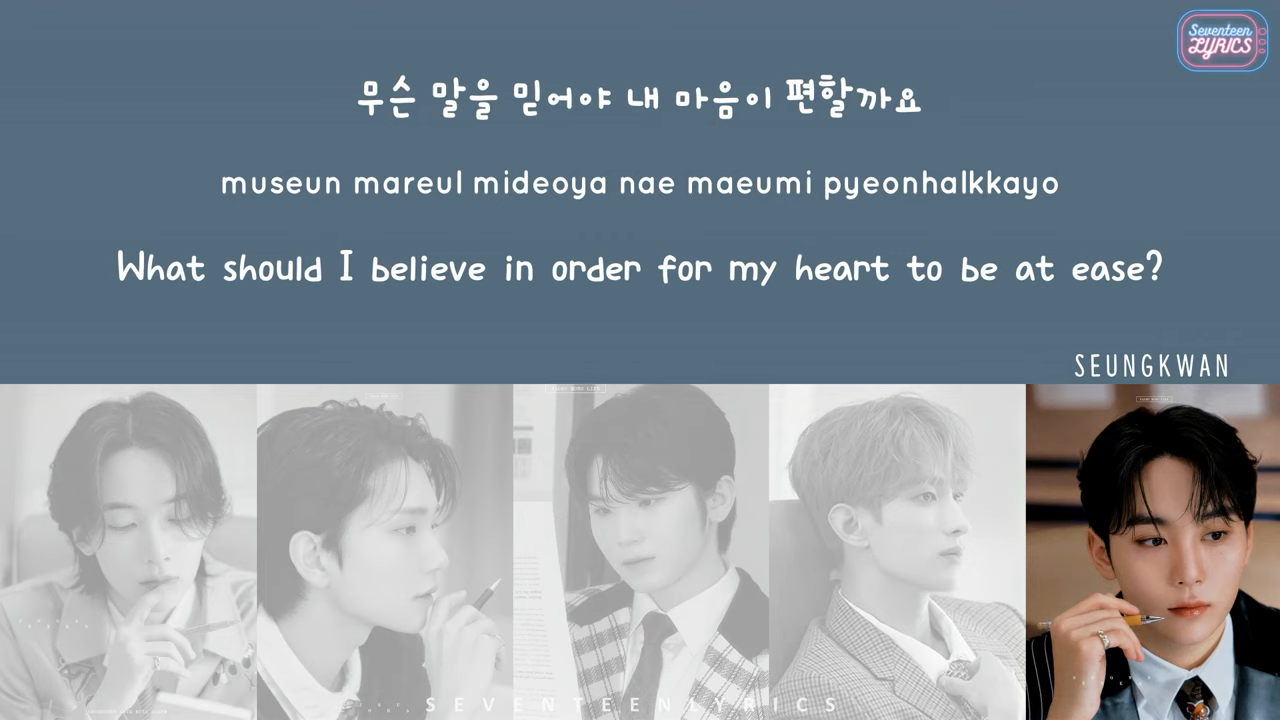 Seventeen
LYRICS
무슨 말을 믿어야 내 마음이 편할까요
museun mareul mideoya nae maeumi pyeonhalkkayo
What should I believe in order for my heart to be at ease?
SEUNGKWAN
SEVENTEENLYRICS